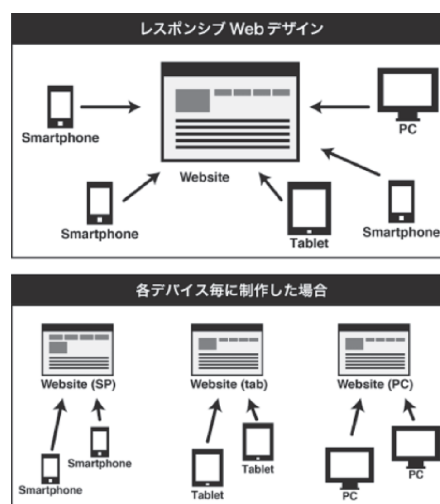 レスポンシブ Web デザイン
Smartphone
PC
Website
Smartphone
Tablet
Smartphone
各デバイス毎に制作した場合
Website (SP)
Website (tab)
Website (PC)
Smartphone
Smartphone
Tablet
Tablet
PC
PC